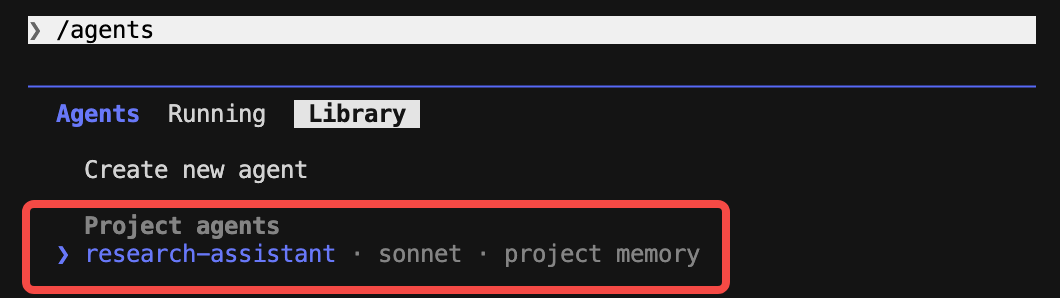 ❯ /agents
Agents Running Library
Create new agent
Project agents
❯ research-assistant · sonnet · project memory